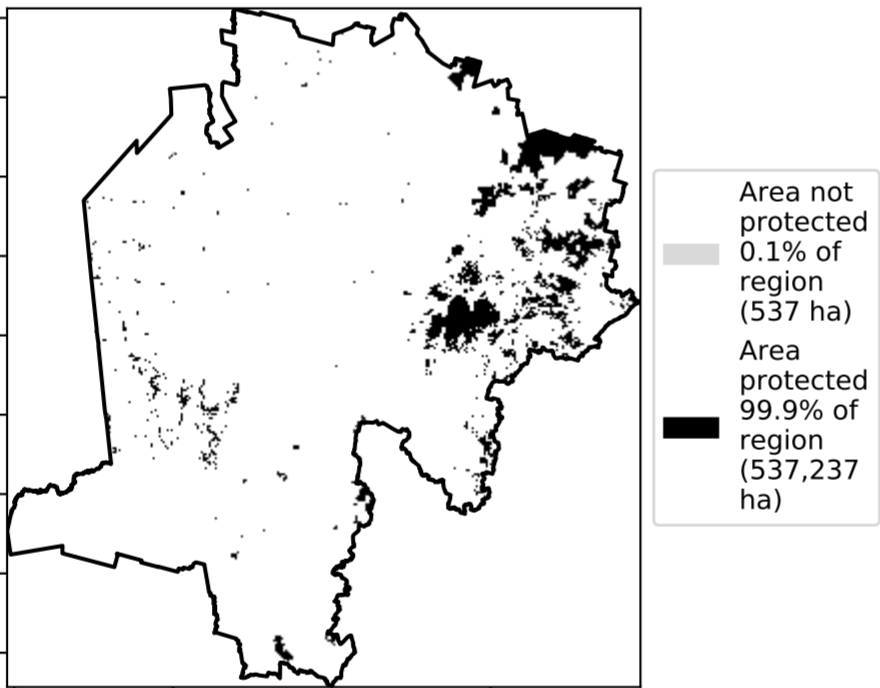 Area not
protected
0.1% of
region
(537 ha)
Area
protected
99.9% of
region
(537,237
ha)